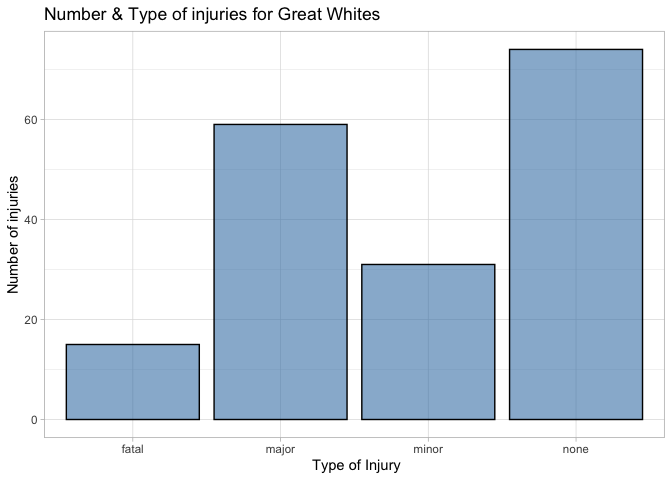 Number & Type of injuries for Great Whites
Number of injuries
60
40
20
0
fatal major minor none
Type of Injury